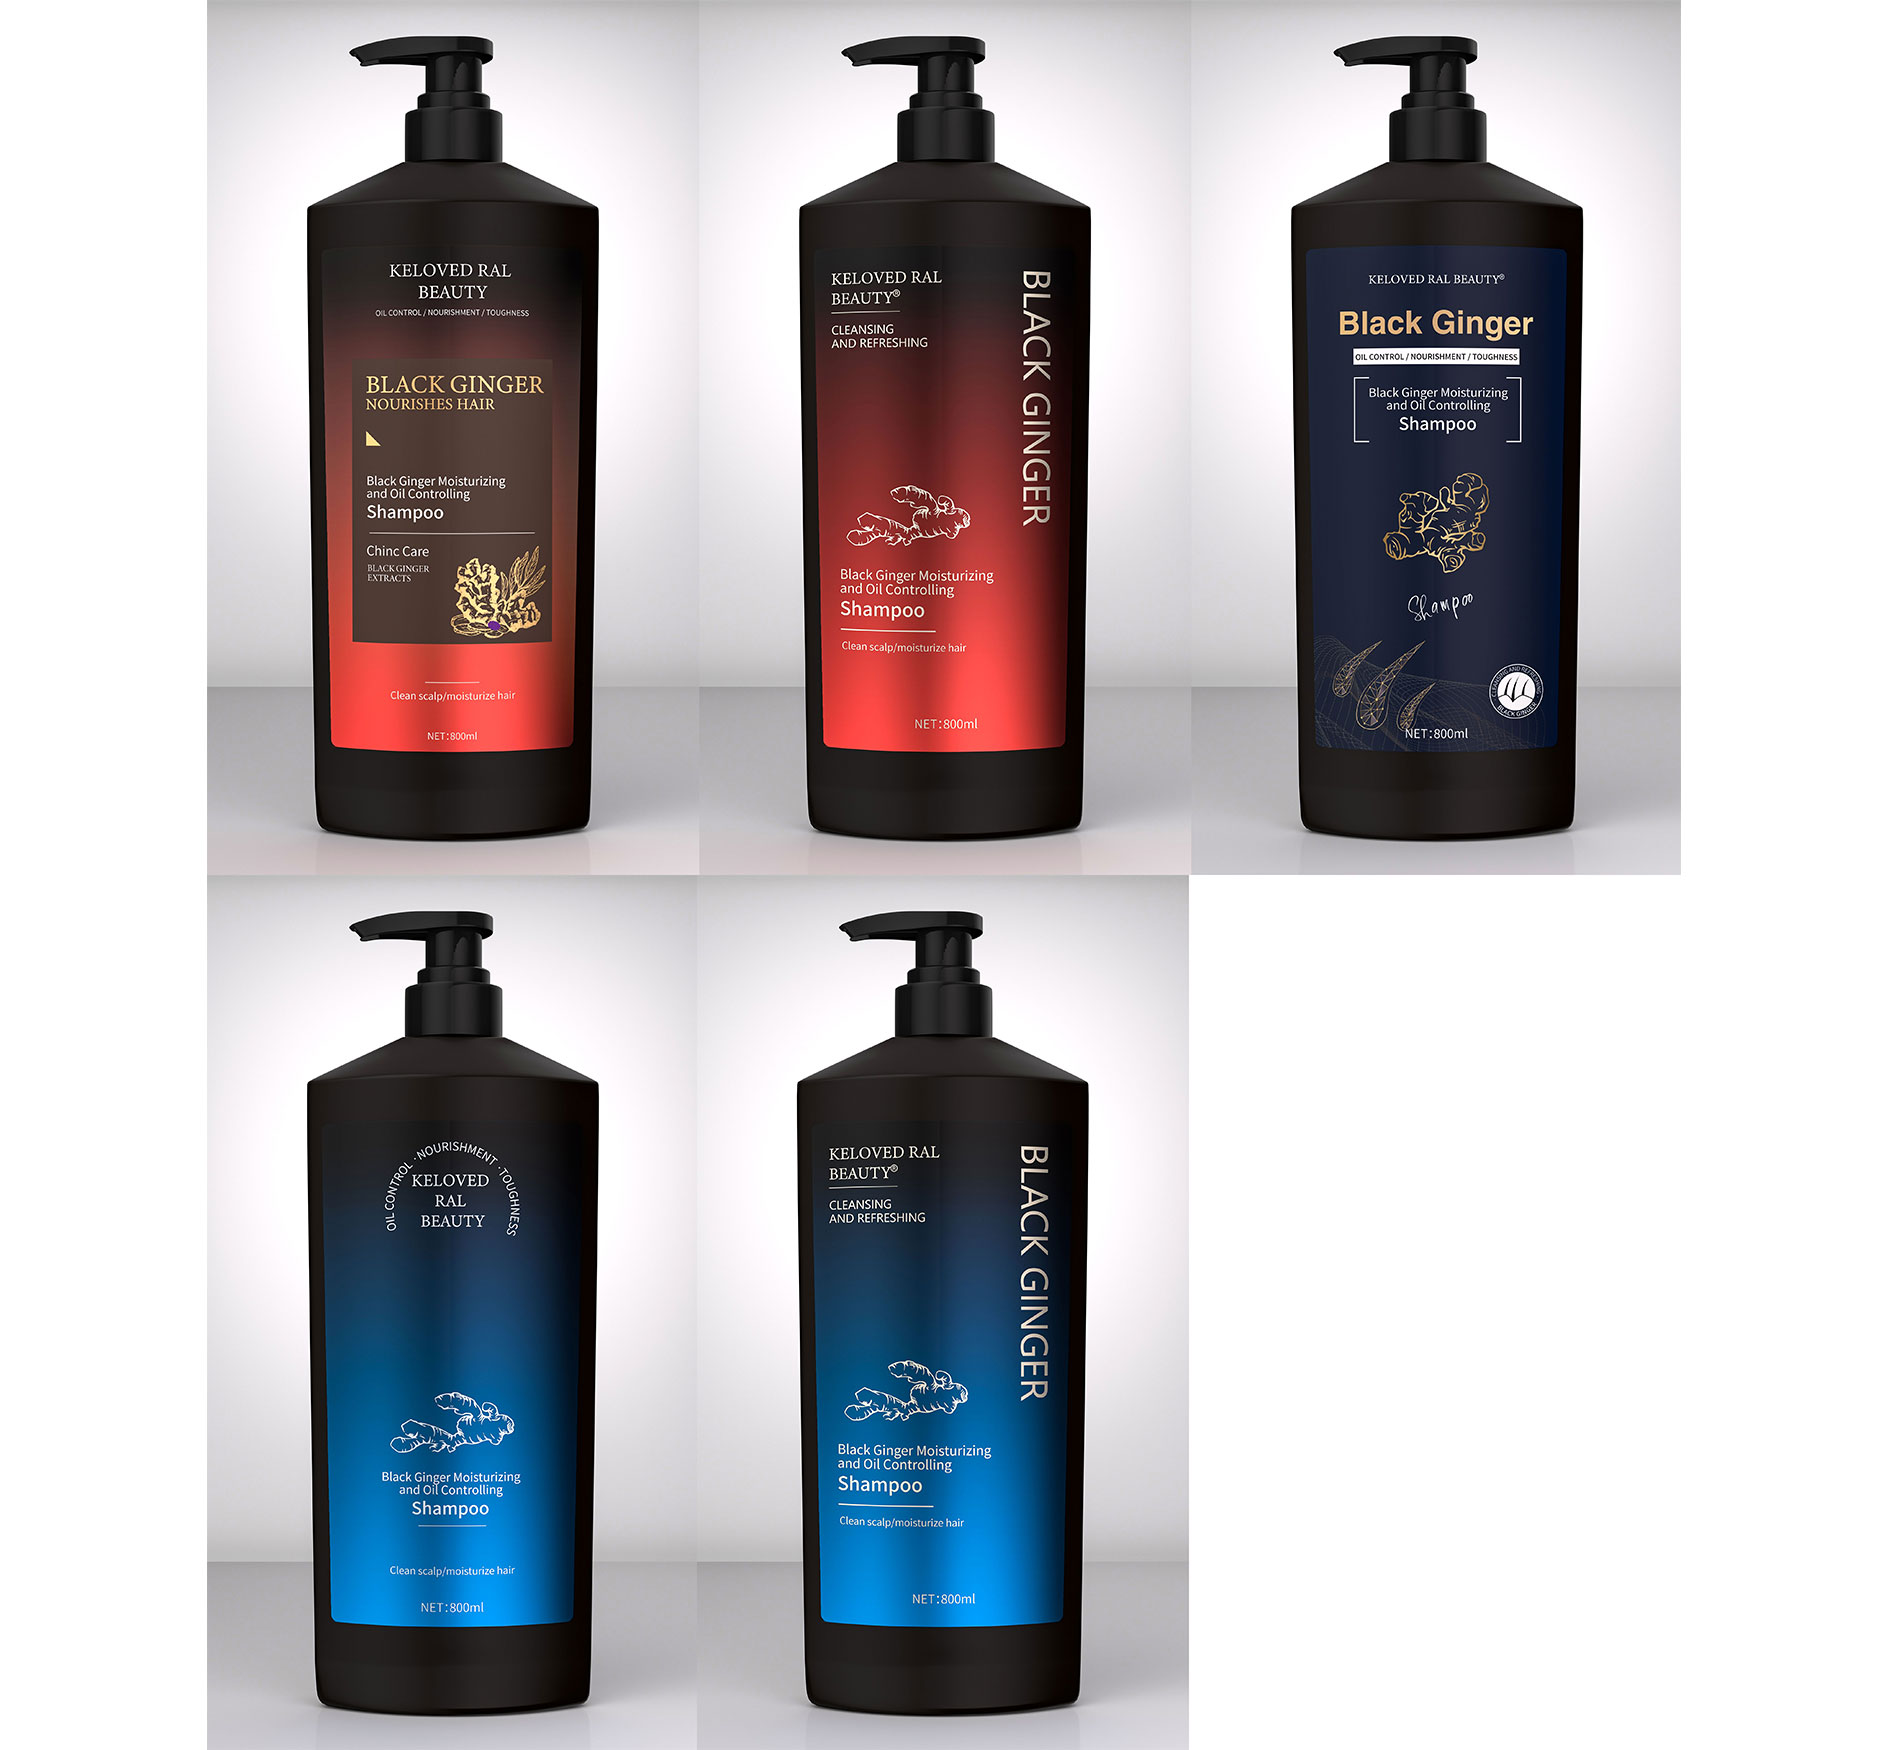 KELOVED RAL
BEAUTY
OIL CONTROL / NOURISHMENT / TOUGHNESS
BLACK GINGER
NOURISHES HAIR
Black Ginger Moisturizing
and Oil Controlling
Shampoo
Chinc Care
BLACK GINGER
EXTRACTS
Clean scalp/moisturize hair
NET:800ml
KELOVED RAL
BEAUTY®
CLEANSING
AND REFRESHING
BLACK GINGER
Black Ginger Moisturizing
and Oil Controlling
Shampoo
Clean scalp/moisturize hair
NET:800ml
KELOVED RAL BEAUTY®
Black Ginger
OIL CONTROL / NOURISHMENT / TOUGHNESS
Black Ginger Moisturizing
and Oil Controlling
Shampoo
Shampoo
CLEANSING AND REFRESHING
BLACK GINGER
NET:800ml
OIL CONTROL ·NOURISHMENT ·TOUGHNESS
KELOVED
RAL
BEAUTY
Black Ginger Moisturizing
and Oil Controlling
Shampoo
Clean scalp/moisturize hair
NET:800ml
KELOVED RAL
BEAUTY®
CLEANSING
AND REFRESHING
BLACK GINGER
Black Ginger Moisturizing
and Oil Controlling
Shampoo
Clean scalp/moisturize hair
NET:800ml